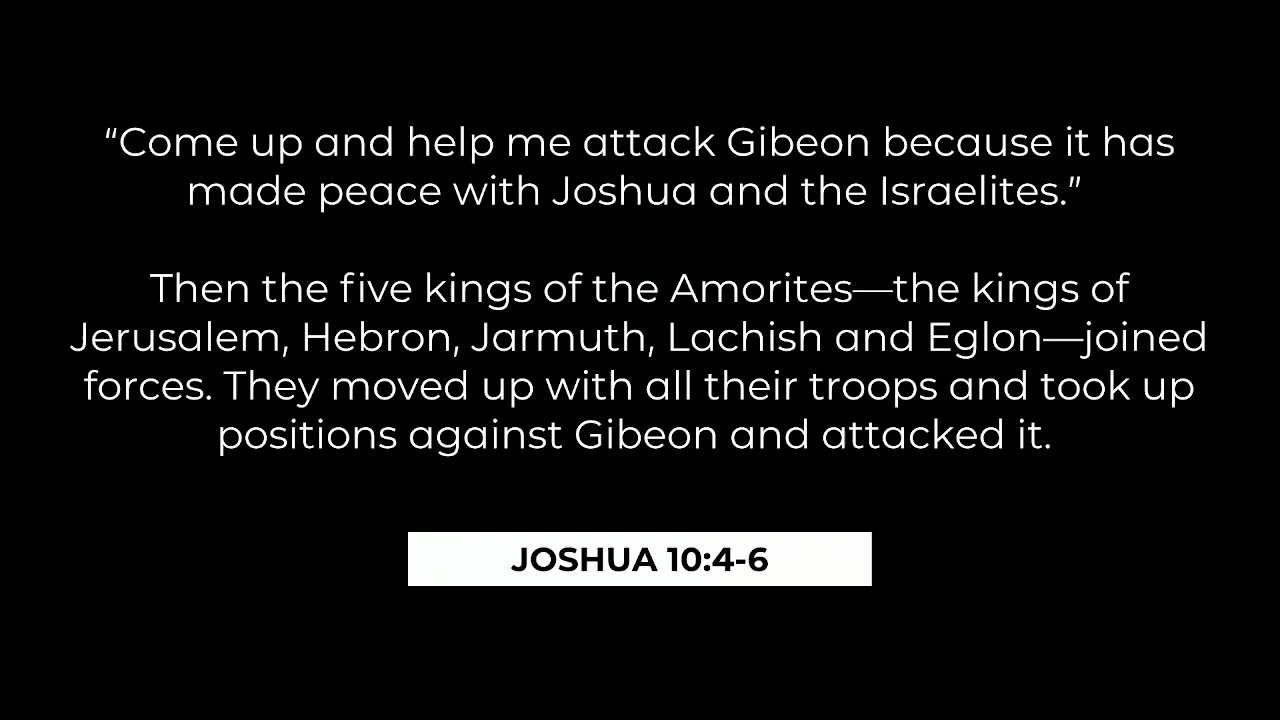 “Come up and help me attack Gibeon because it has
made peace with Joshua and the Israelites.”
Then the five kings of the Amorites—the kings of
Jerusalem, Hebron, Jarmuth, Lachish and Eglon—joined
forces. They moved up with all their troops and took up
positions against Gibeon and attacked it.
JOSHUA 10:4-6